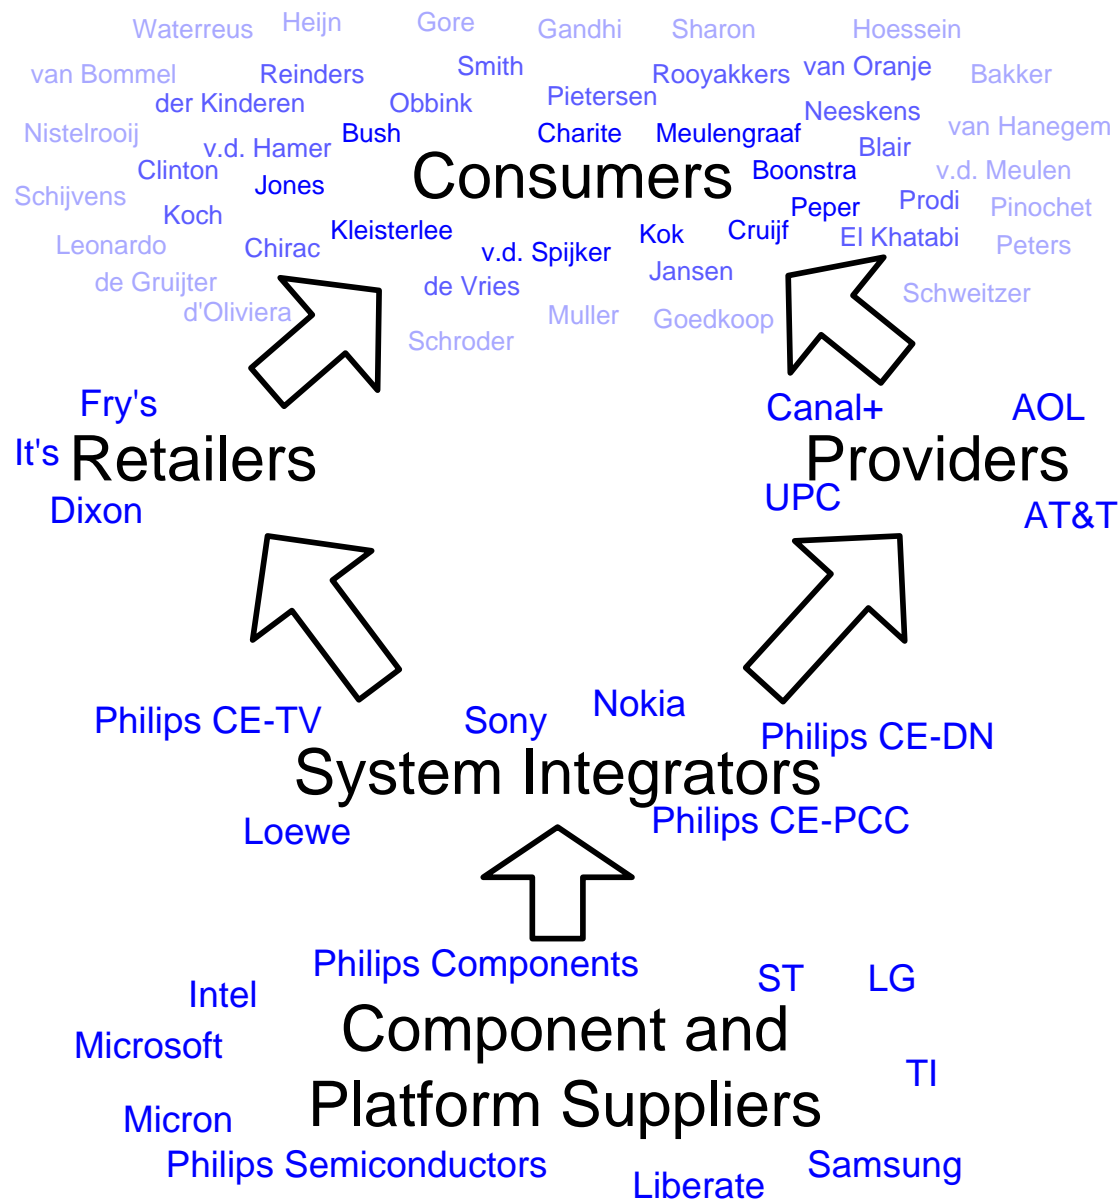 Waterreus Heijn Gore Gandhi Sharon Hoessein
van Bommel Reinders Smith Rooyakkers van Oranje Bakker
der Kinderen Obbink Pietersen Neeskens
Nistelrooij v.d. Hamer Bush Charite Meulengraaf Blair van Hanegem
Clinton Jones Consumers Boonstra v.d. Meulen
Schijvens Koch Peper Prodi Pinochet
Leonardo Chirac Kleisterlee v.d. Spijker Kok Cruijf El Khatabi Peters
de Gruijter de Vries Jansen Schweitzer
d'Oliviera Muller Goedkoop
Schroder
Fry's Canal+ AOL
It's Retailers Providers
Dixon UPC AT&T
Philips CE-TV Sony Nokia Philips CE-DN
System Integrators
Loewe Philips CE-PCC
Philips Components ST LG
Intel
Component and
Microsoft TI
Platform Suppliers
Micron
Philips Semiconductors Liberate Samsung